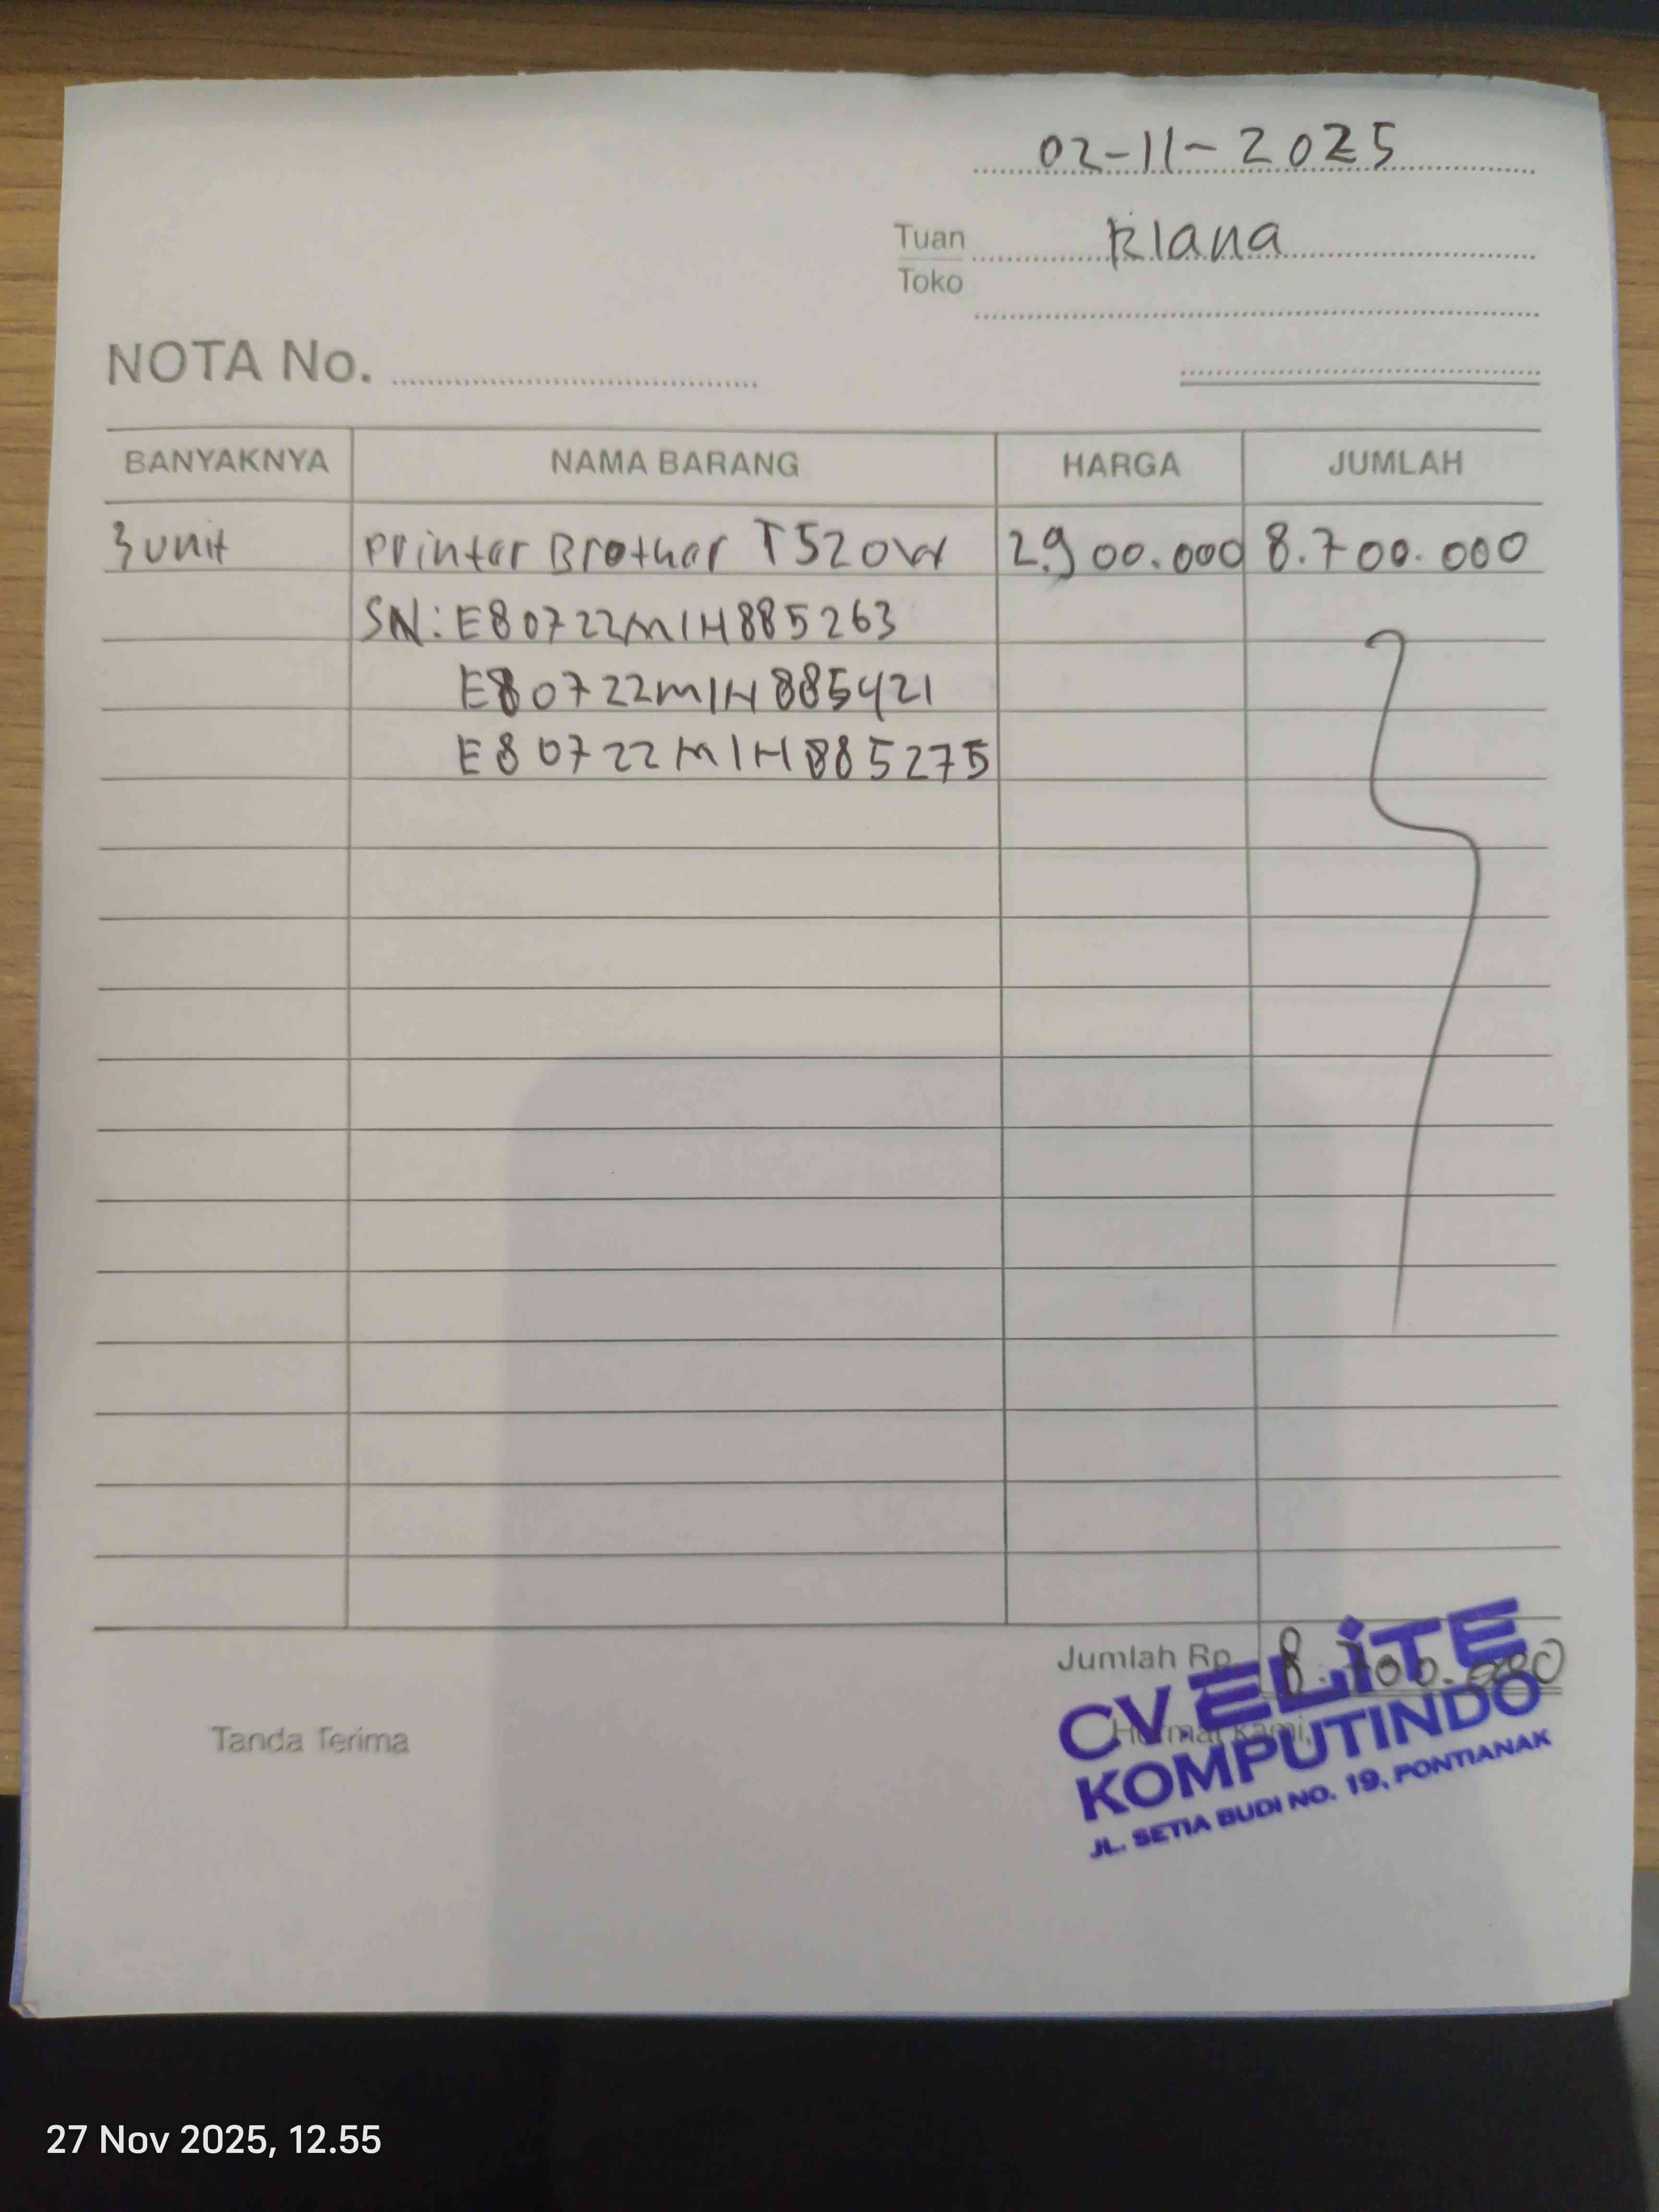 02-11-2025
Tuan Riana
Toko
NOTA No.
BANYAKNYA NAMA BARANG HARGA JUMLAH
3 unit Printer Brother T520W 2.900.000 8.700.000
SN: E80722M1H885263
E80722M1H885421
E80722M1H885275
Jumlah Rp. 8.700.000
Tanda Terima Hormat Kami,
CV ELITE
KOMPUTINDO
JL. SETIA BUDI NO. 19, PONTIANAK
27 Nov 2025, 12.55